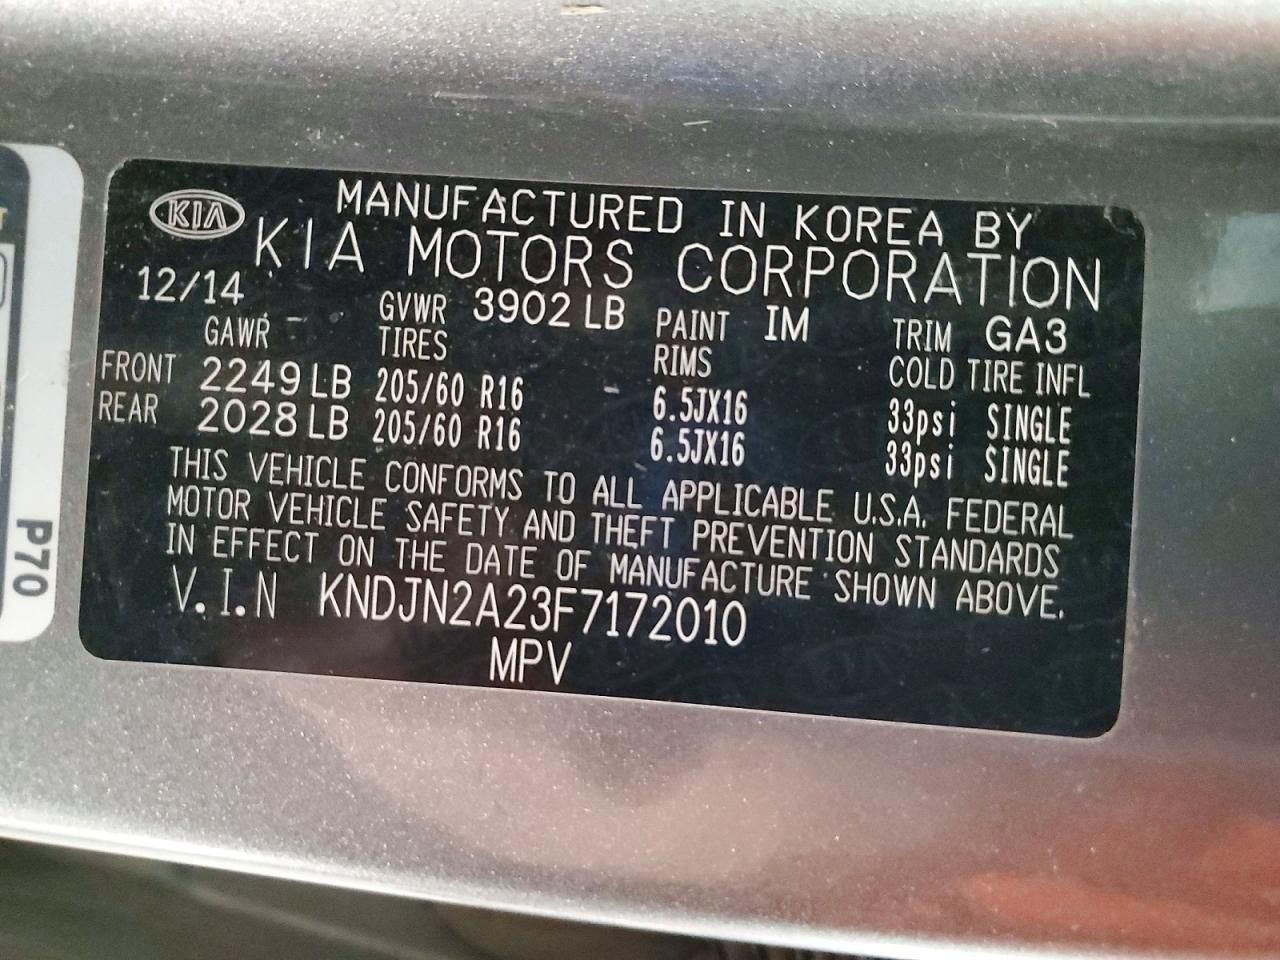 MANUFACTURED IN KOREA BY
KIA
KIA MOTORS CORPORATION
12/14 GVWR 3902 LB PAINT IM TRIM GA3
GAWR TIRES RIMS COLD TIRE INFL
FRONT 2249 LB 205/60 R16 6.5JX16 33psi SINGLE
REAR 2028 LB 205/60 R16 6.5JX16 33psi SINGLE
THIS VEHICLE CONFORMS TO ALL APPLICABLE U.S.A. FEDERAL
MOTOR VEHICLE SAFETY AND THEFT PREVENTION STANDARDS
IN EFFECT ON THE DATE OF MANUFACTURE SHOWN ABOVE.
V.I.N KNDJN2A23F7172010
MPV
P70